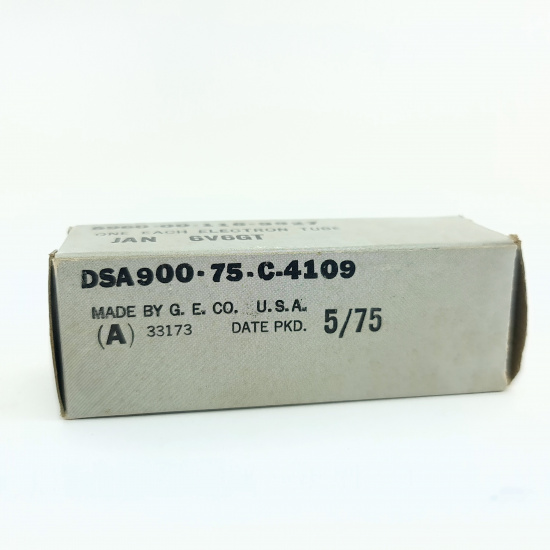 ONE EACH ELECTRON TUBE
JAN 6V6GT
DSA900-75-C-4109
MADE BY G. E. CO. U.S.A.
(A) 33173 DATE PKD. 5/75